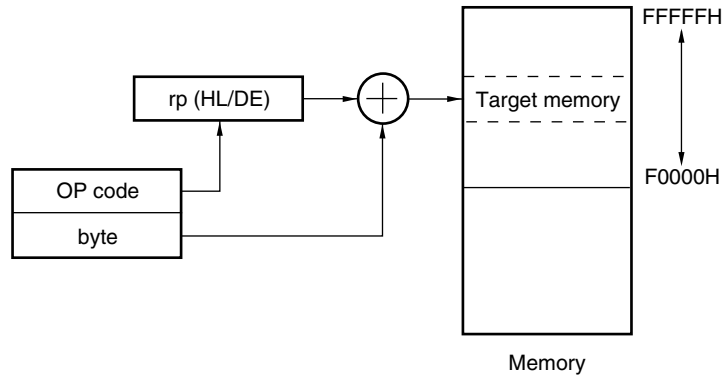 FFFFFH
rp (HL/DE)
Target memory
OP code
F0000H
byte
Memory